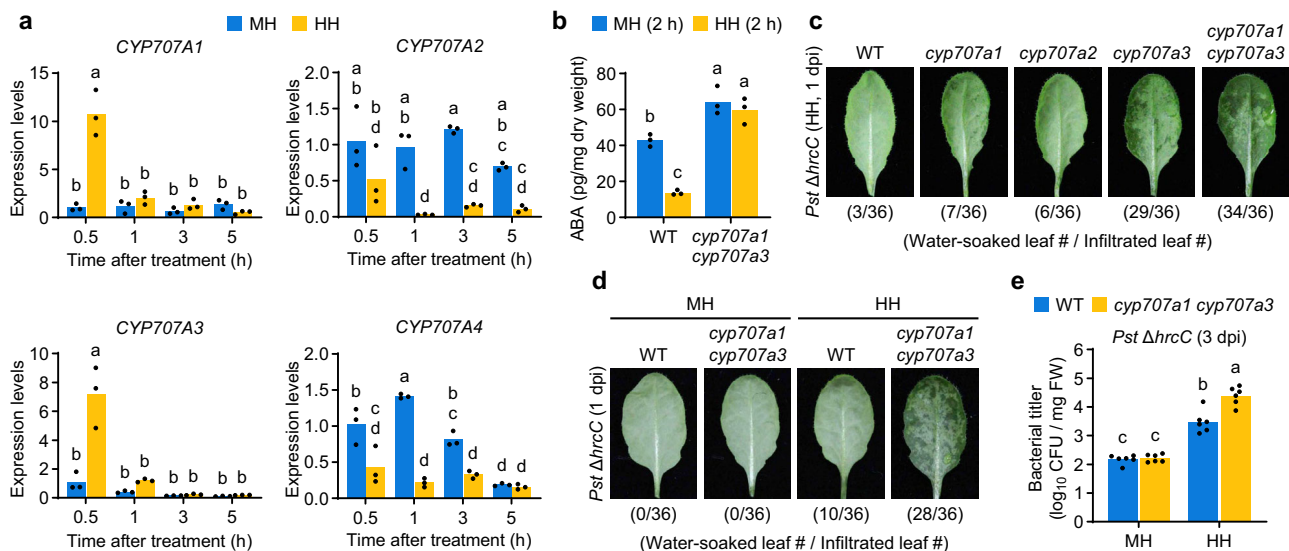 a
MH HH
CYP707A1
Expression levels
15
10
5
0
b a b b b b b b
0.5 1 3 5
Time after treatment (h)
CYP707A2
Expression levels
2.0
1.5
1.0
0.5
0.0
a
b
b
d
a
d
a
c
d
b
c
c
d
0.5 1 3 5
Time after treatment (h)
CYP707A3
Expression levels
10
8
6
4
2
0
b a b b b b b b
0.5 1 3 5
Time after treatment (h)
CYP707A4
Expression levels
2.0
1.5
1.0
0.5
0.0
b
c
c
d
a
d
b
c
d
d d
0.5 1 3 5
Time after treatment (h)
b
MH (2 h) HH (2 h)
ABA (pg/mg dry weight)
80
60
40
20
0
b c a a
WT cyp707a1
cyp707a3
c
WT cyp707a1 cyp707a2 cyp707a3 cyp707a1
cyp707a3
Pst ΔhrcC (HH, 1 dpi)
(3/36) (7/36) (6/36) (29/36) (34/36)
(Water-soaked leaf # / Infiltrated leaf #)
d
MH HH
WT cyp707a1
cyp707a3
WT cyp707a1
cyp707a3
Pst ΔhrcC (1 dpi)
(0/36) (0/36) (10/36) (28/36)
(Water-soaked leaf # / Infiltrated leaf #)
e
WT cyp707a1 cyp707a3
Pst ΔhrcC (3 dpi)
Bacterial titer
(log10 CFU / mg FW)
6
5
4
3
2
1
0
c c b a
MH HH